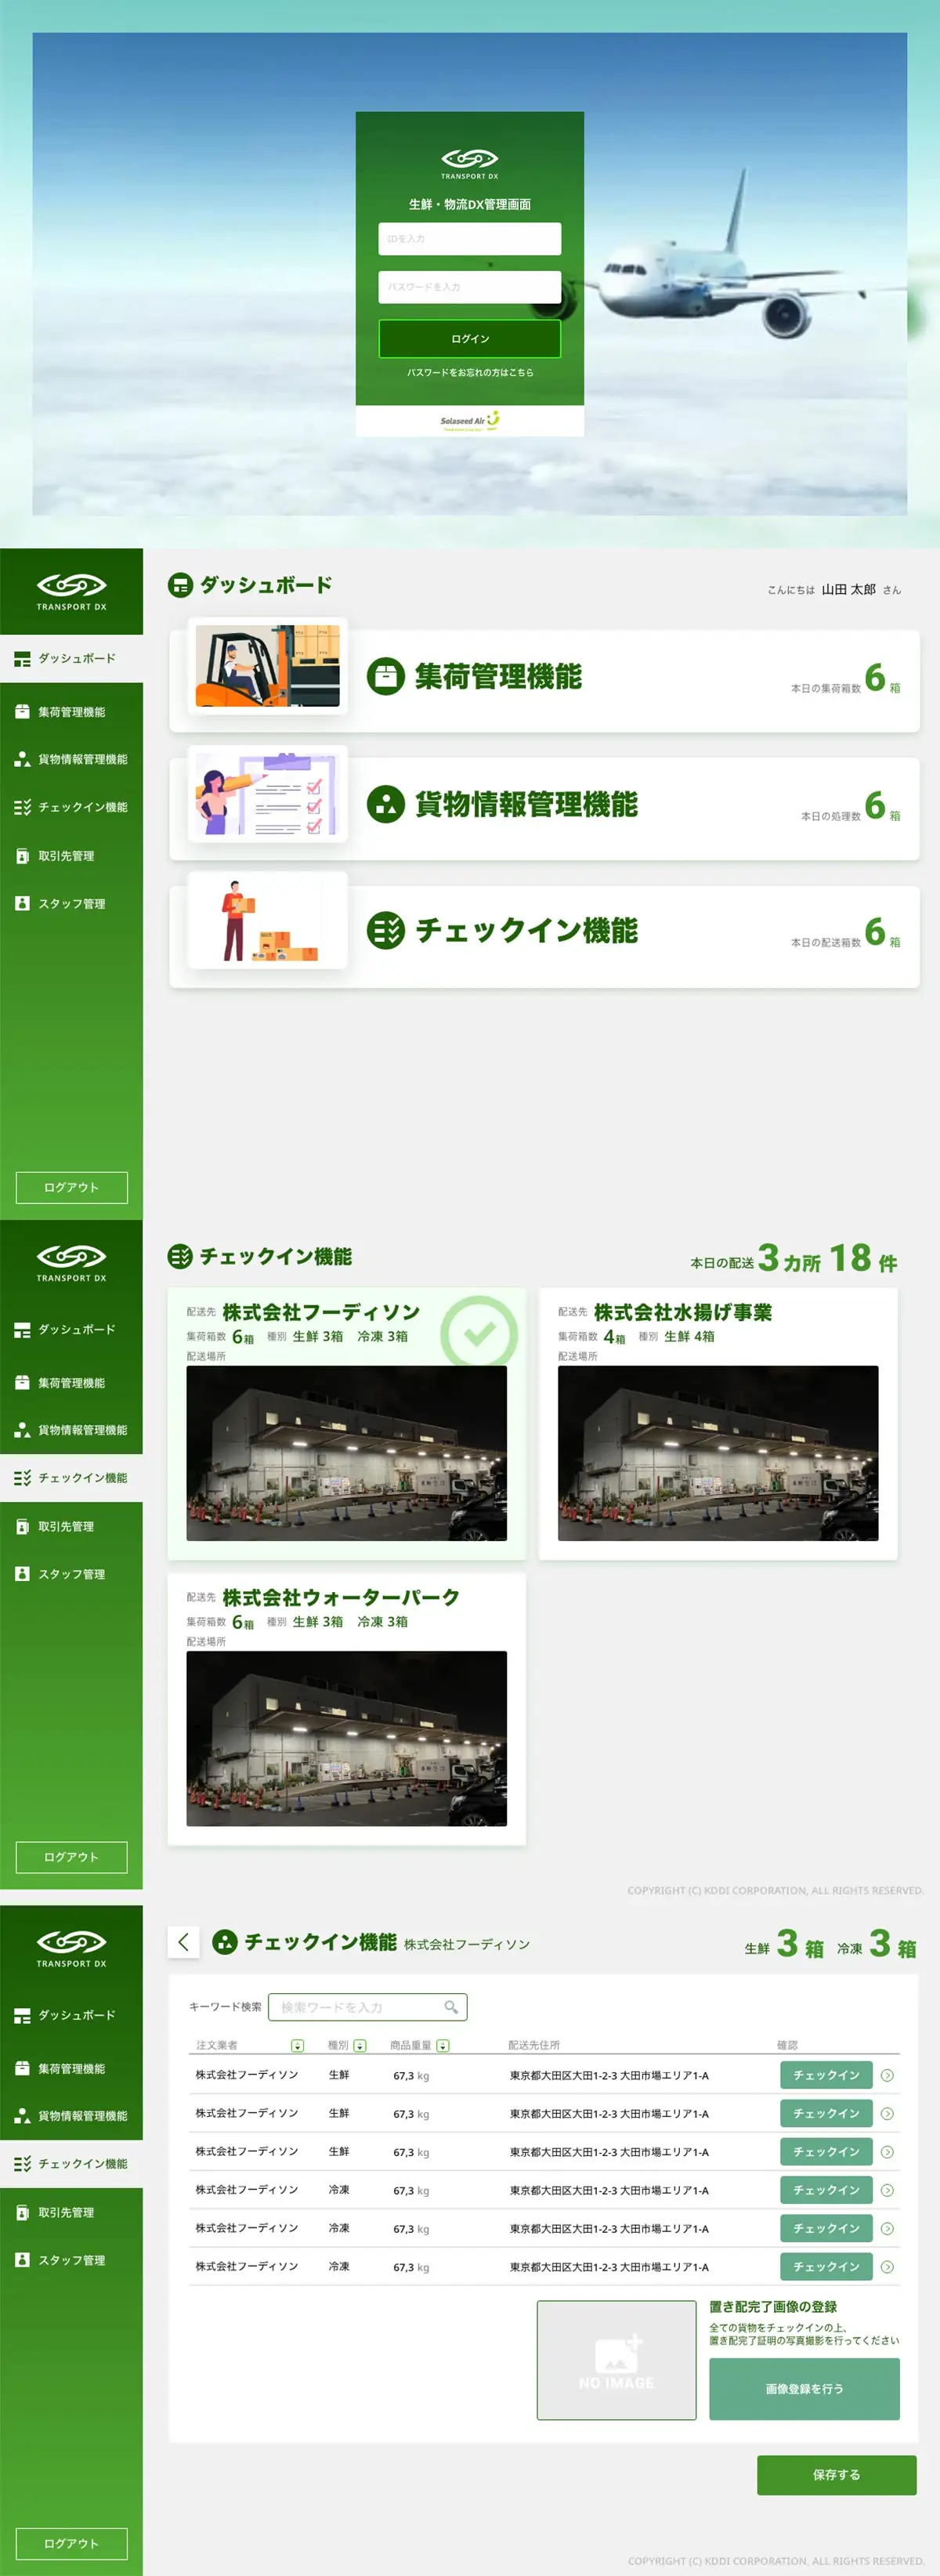 TRANSPORT DX
生鮮・物流DX管理画面
IDを入力
パスワードを入力
ログイン
パスワードをお忘れの方はこちら
Solaseed Air
TRANSPORT DX
ダッシュボード
集荷管理機能
貨物情報管理機能
チェックイン機能
取引先管理
スタッフ管理
ログアウト
ダッシュボード
こんにちは 山田 太郎 さん
集荷管理機能
本日の集荷箱数 6 箱
貨物情報管理機能
本日の処理数 6 箱
チェックイン機能
本日の配送箱数 6 箱
TRANSPORT DX
ダッシュボード
集荷管理機能
貨物情報管理機能
チェックイン機能
取引先管理
スタッフ管理
ログアウト
チェックイン機能
本日の配送 3 カ所 18 件
配送先 株式会社フーディソン
集荷箱数 6箱 種別 生鮮 3箱 冷凍 3箱
配送場所
配送先 株式会社水揚げ事業
集荷箱数 4箱 種別 生鮮 4箱
配送場所
配送先 株式会社ウォーターパーク
集荷箱数 6箱 種別 生鮮 3箱 冷凍 3箱
配送場所
COPYRIGHT (C) KDDI CORPORATION, ALL RIGHTS RESERVED.
TRANSPORT DX
ダッシュボード
集荷管理機能
貨物情報管理機能
チェックイン機能
取引先管理
スタッフ管理
ログアウト
チェックイン機能 株式会社フーディソン
生鮮 3 箱 冷凍 3 箱
キーワード検索 検索ワードを入力
注文業者 種別 商品重量 配送先住所 確認
株式会社フーディソン 生鮮 67,3 kg 東京都大田区大田1-2-3 大田市場エリア1-A チェックイン
株式会社フーディソン 生鮮 67,3 kg 東京都大田区大田1-2-3 大田市場エリア1-A チェックイン
株式会社フーディソン 生鮮 67,3 kg 東京都大田区大田1-2-3 大田市場エリア1-A チェックイン
株式会社フーディソン 冷凍 67,3 kg 東京都大田区大田1-2-3 大田市場エリア1-A チェックイン
株式会社フーディソン 冷凍 67,3 kg 東京都大田区大田1-2-3 大田市場エリア1-A チェックイン
株式会社フーディソン 冷凍 67,3 kg 東京都大田区大田1-2-3 大田市場エリア1-A チェックイン
NO IMAGE
置き配完了画像の登録
全ての貨物をチェックインの上、
置き配完了証明の写真撮影を行ってください
画像登録を行う
保存する
COPYRIGHT (C) KDDI CORPORATION, ALL RIGHTS RESERVED.